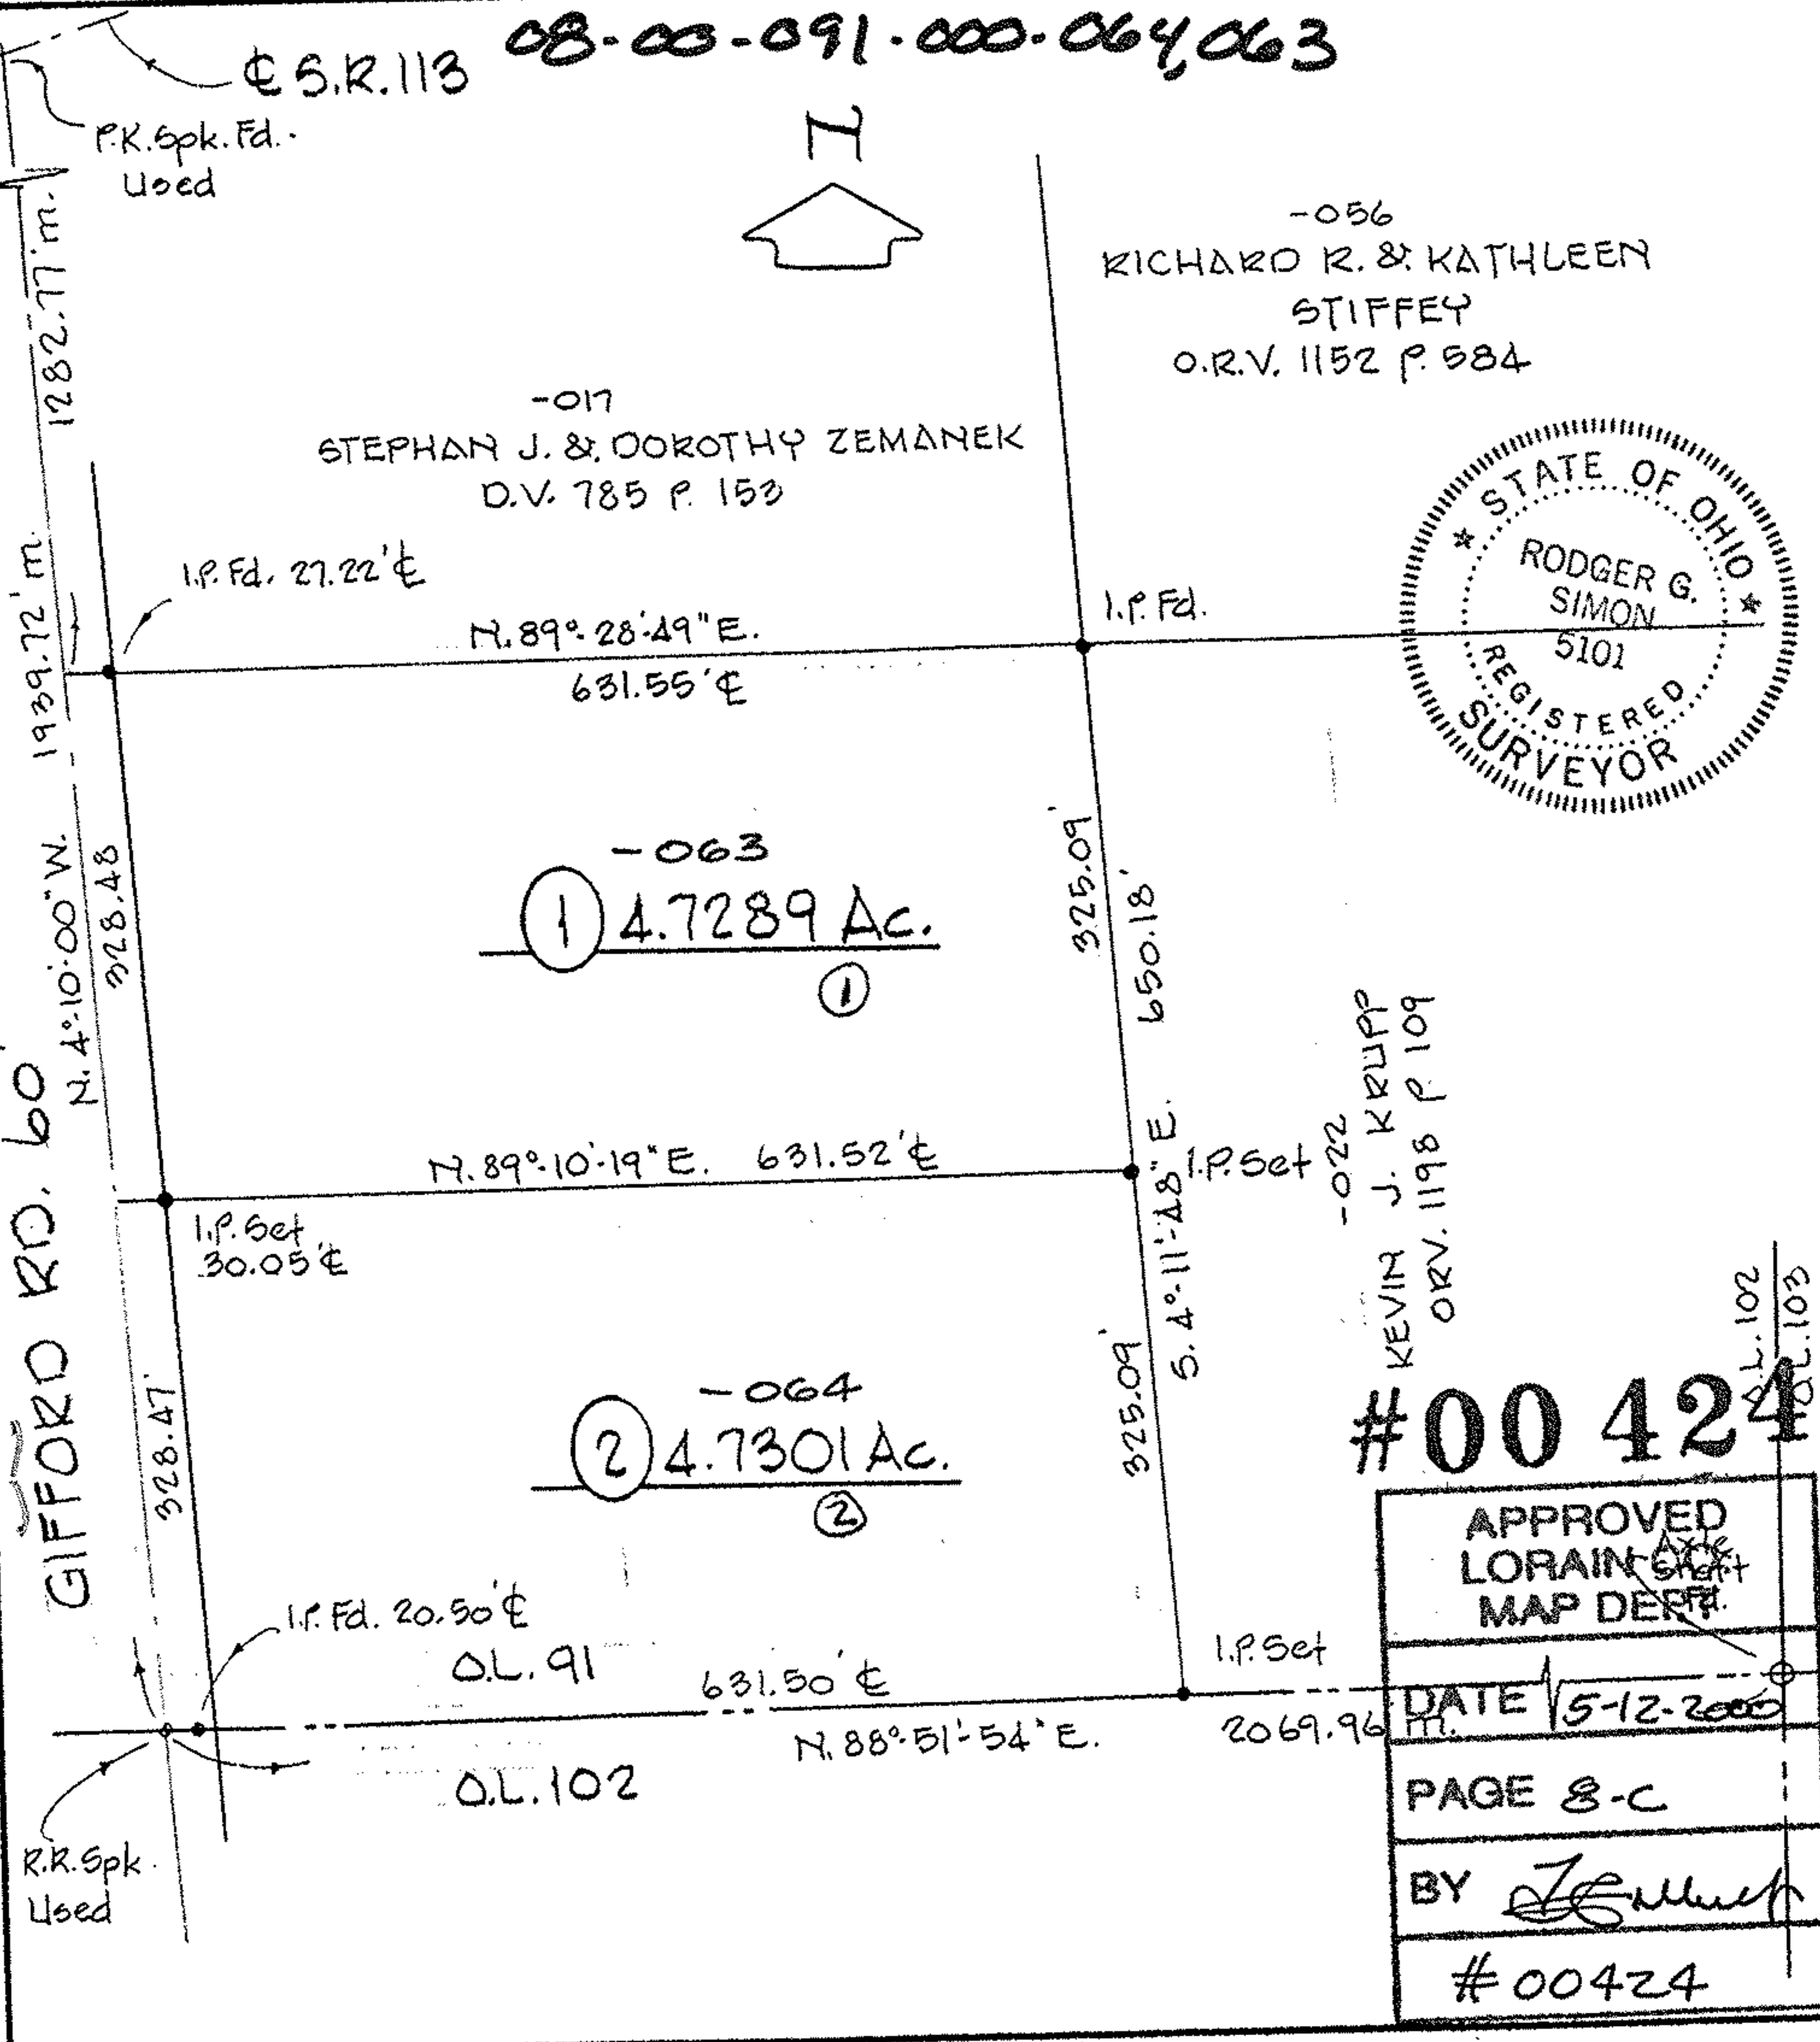 08-00-091-000-064,063
℄ S.R. 113
P.K. Spk. Fd.
Used
N
1282.77' m.
1939.72' m.
N. 4°-10'-00" W.
GIFFORD RD. 60'
-056
RICHARD R. & KATHLEEN
STIFFEY
O.R.V. 1152 P. 584
-017
STEPHAN J. & DOROTHY ZEMANEK
D.V. 785 P. 153
STATE OF OHIO
RODGER G.
SIMON
5101
REGISTERED
SURVEYOR
I.P. Fd. 27.22' ℄
N. 89°-28'-49" E.
631.55' ℄
I.P. Fd.
328.48
-063
1 4.7289 Ac.
1
325.09'
650.18'
S. 4°-11'-48" E.
N. 89°-10'-19" E. 631.52' ℄
I.P. Set
I.P. Set
30.05' ℄
-022
KEVIN J. KRUPP
ORV. 1198 P. 109
328.47'
-064
2 4.7301 Ac.
2
325.09'
O.L. 102
O.L. 103
#00 424
APPROVED
LORAIN
MAP DEPT.
Axle
Shaft
Fd.
I.P. Fd. 20.50' ℄
O.L. 91
631.50' ℄
I.P. Set
N. 88°-51'-54" E.
2069.96' m.
O.L. 102
R.R. Spk.
Used
DATE 5-12-2000
PAGE 8-C
BY
# 00424